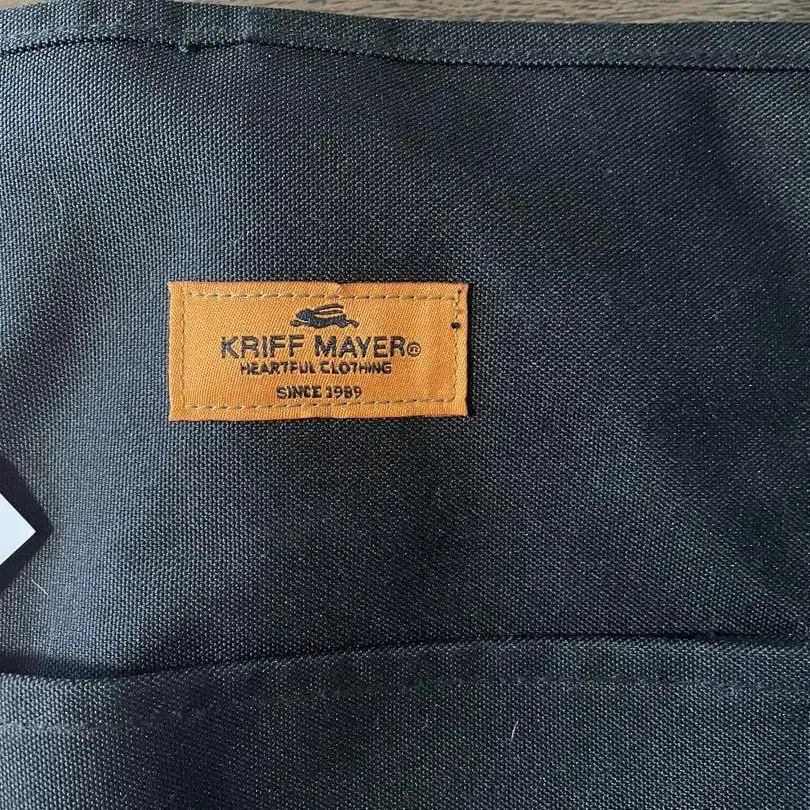 KRIFF MAYER®
HEARTFUL CLOTHING
SINCE 1989